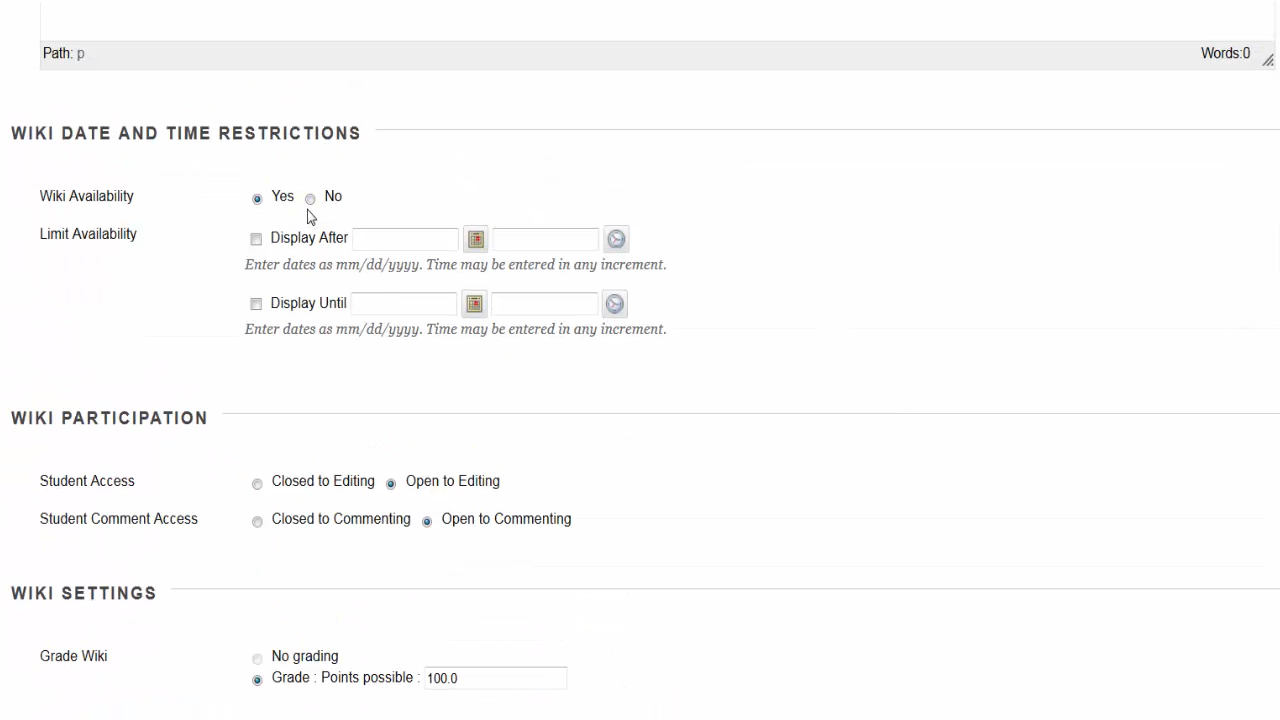 Path: p Words:0
WIKI DATE AND TIME RESTRICTIONS
Wiki Availability Yes No
Limit Availability Display After
Enter dates as mm/dd/yyyy. Time may be entered in any increment.
Display Until
Enter dates as mm/dd/yyyy. Time may be entered in any increment.
WIKI PARTICIPATION
Student Access Closed to Editing Open to Editing
Student Comment Access Closed to Commenting Open to Commenting
WIKI SETTINGS
Grade Wiki No grading
Grade : Points possible : 100.0